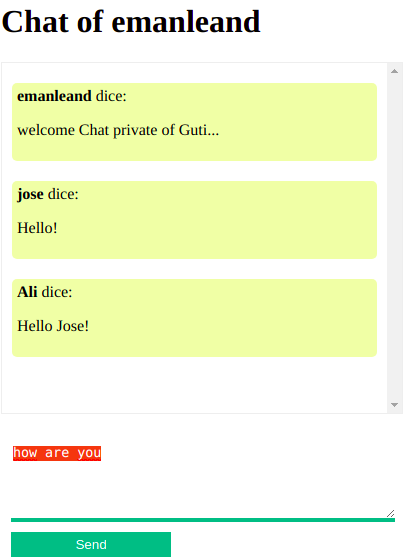 Chat of emanleand
emanleand dice:
welcome Chat private of Guti...
jose dice:
Hello!
Ali dice:
Hello Jose!
how are you
Send